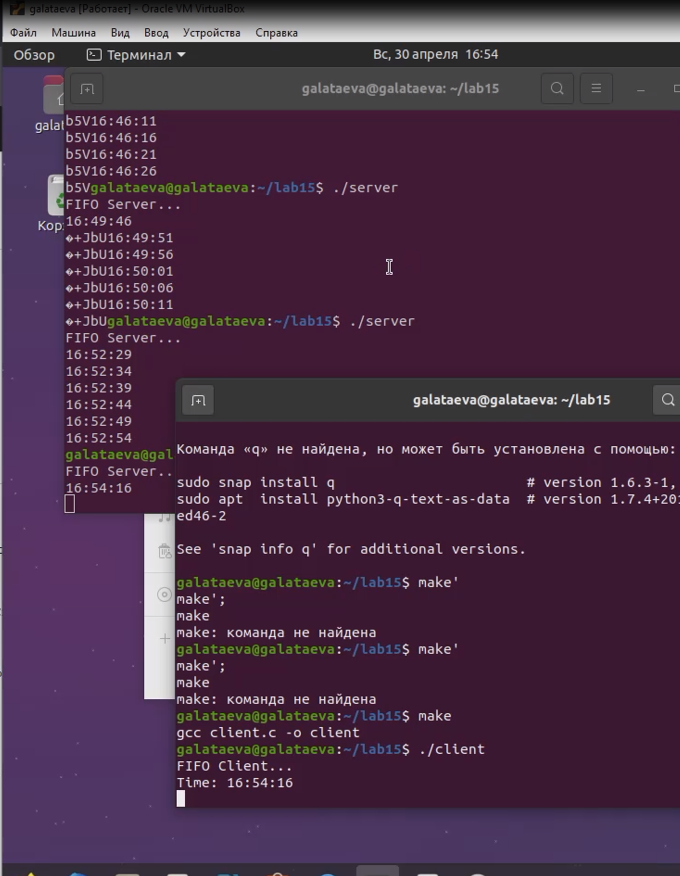 galataeva [Работает] - Oracle VM VirtualBox
Файл Машина Вид Ввод Устройства Справка
Обзор Терминал Вс, 30 апреля 16:54
galataeva@galataeva: ~/lab15
b5V16:46:11
b5V16:46:16
b5V16:46:21
b5V16:46:26
b5Vgalataeva@galataeva:~/lab15$ ./server
FIFO Server...
16:49:46
�+JbU16:49:51
�+JbU16:49:56
�+JbU16:50:01
�+JbU16:50:06
�+JbU16:50:11
�+JbUgalataeva@galataeva:~/lab15$ ./server
FIFO Server...
16:52:29
16:52:34
16:52:39
16:52:44
16:52:49
16:52:54
galataeva@gal
FIFO Server..
16:54:16
galataeva@galataeva: ~/lab15
Команда «q» не найдена, но может быть установлена с помощью:
sudo snap install q # version 1.6.3-1,
sudo apt install python3-q-text-as-data # version 1.7.4+201
ed46-2
See 'snap info q' for additional versions.
galataeva@galataeva:~/lab15$ make'
make';
make
make: команда не найдена
galataeva@galataeva:~/lab15$ make'
make';
make
make: команда не найдена
galataeva@galataeva:~/lab15$ make
gcc client.c -o client
galataeva@galataeva:~/lab15$ ./client
FIFO Client...
Time: 16:54:16